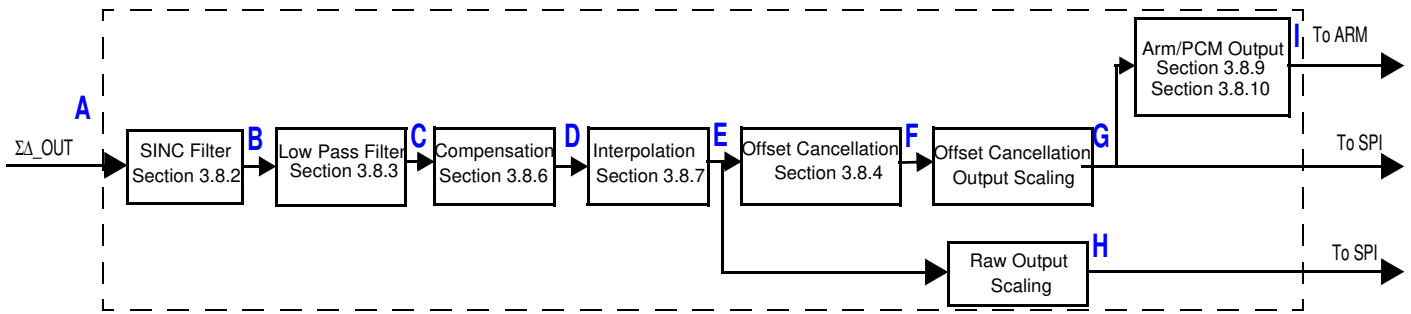 A
ΣΔ_OUT
SINC Filter
Section 3.8.2
B
Low Pass Filter
Section 3.8.3
C
Compensation
Section 3.8.6
D
Interpolation
Section 3.8.7
E
Offset Cancellation
Section 3.8.4
F
Offset Cancellation
Output Scaling
G
Arm/PCM Output
Section 3.8.9
Section 3.8.10
I
To ARM
To SPI
Raw Output
Scaling
H
To SPI